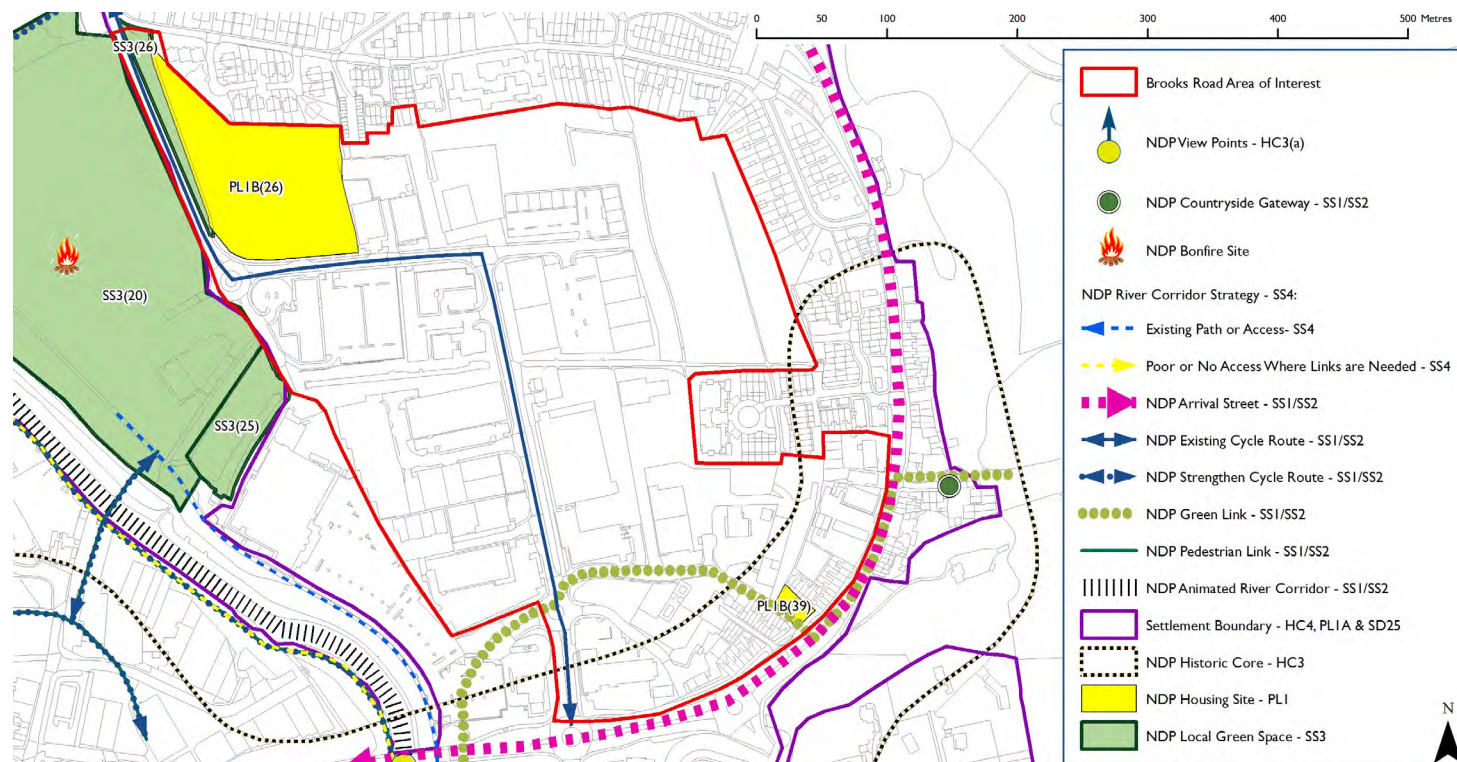 0 50 100 200 300 400 500 Metres
SS3(26)
PL1B(26)
SS3(20)
SS3(25)
PL1B(39)
Brooks Road Area of Interest
NDP View Points - HC3(a)
NDP Countryside Gateway - SS1/SS2
NDP Bonfire Site
NDP River Corridor Strategy - SS4:
Existing Path or Access- SS4
Poor or No Access Where Links are Needed - SS4
NDP Arrival Street - SS1/SS2
NDP Existing Cycle Route - SS1/SS2
NDP Strengthen Cycle Route - SS1/SS2
NDP Green Link - SS1/SS2
NDP Pedestrian Link - SS1/SS2
NDP Animated River Corridor - SS1/SS2
Settlement Boundary - HC4, PL1A & SD25
NDP Historic Core - HC3
NDP Housing Site - PL1
NDP Local Green Space - SS3
N